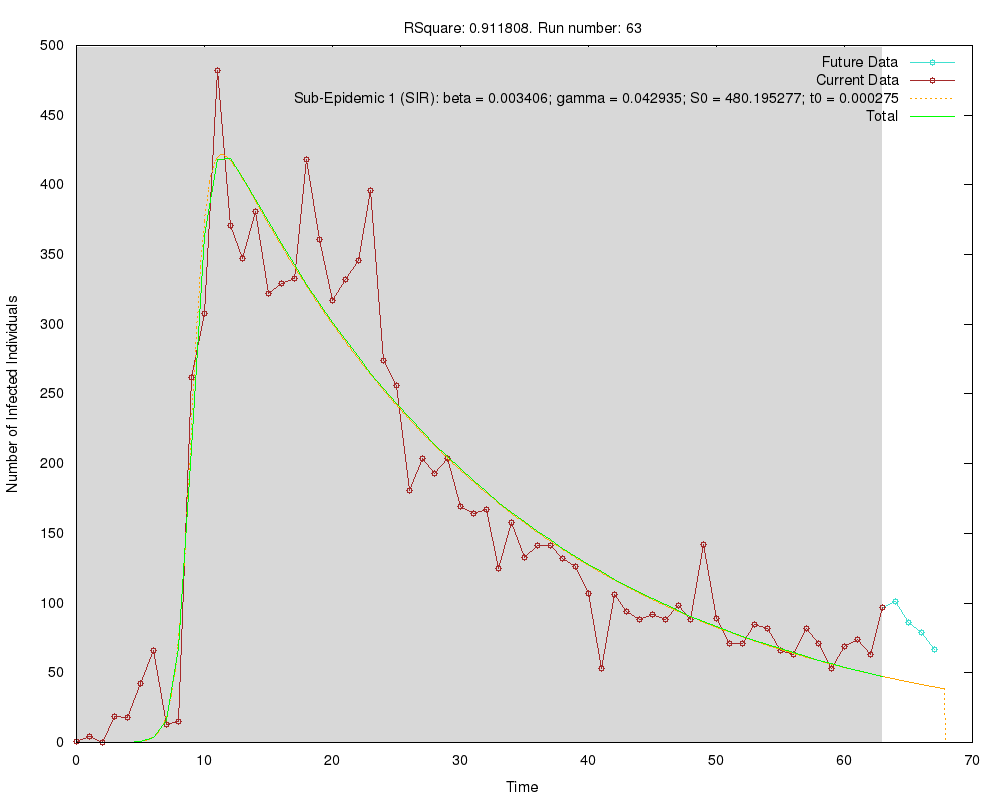 RSquare: 0.911808. Run number: 63
Future Data
Current Data
Sub-Epidemic 1 (SIR): beta = 0.003406; gamma = 0.042935; S0 = 480.195277; t0 = 0.000275
Total
Number of Infected Individuals
500
450
400
350
300
250
200
150
100
50
0
0 10 20 30 40 50 60 70
Time